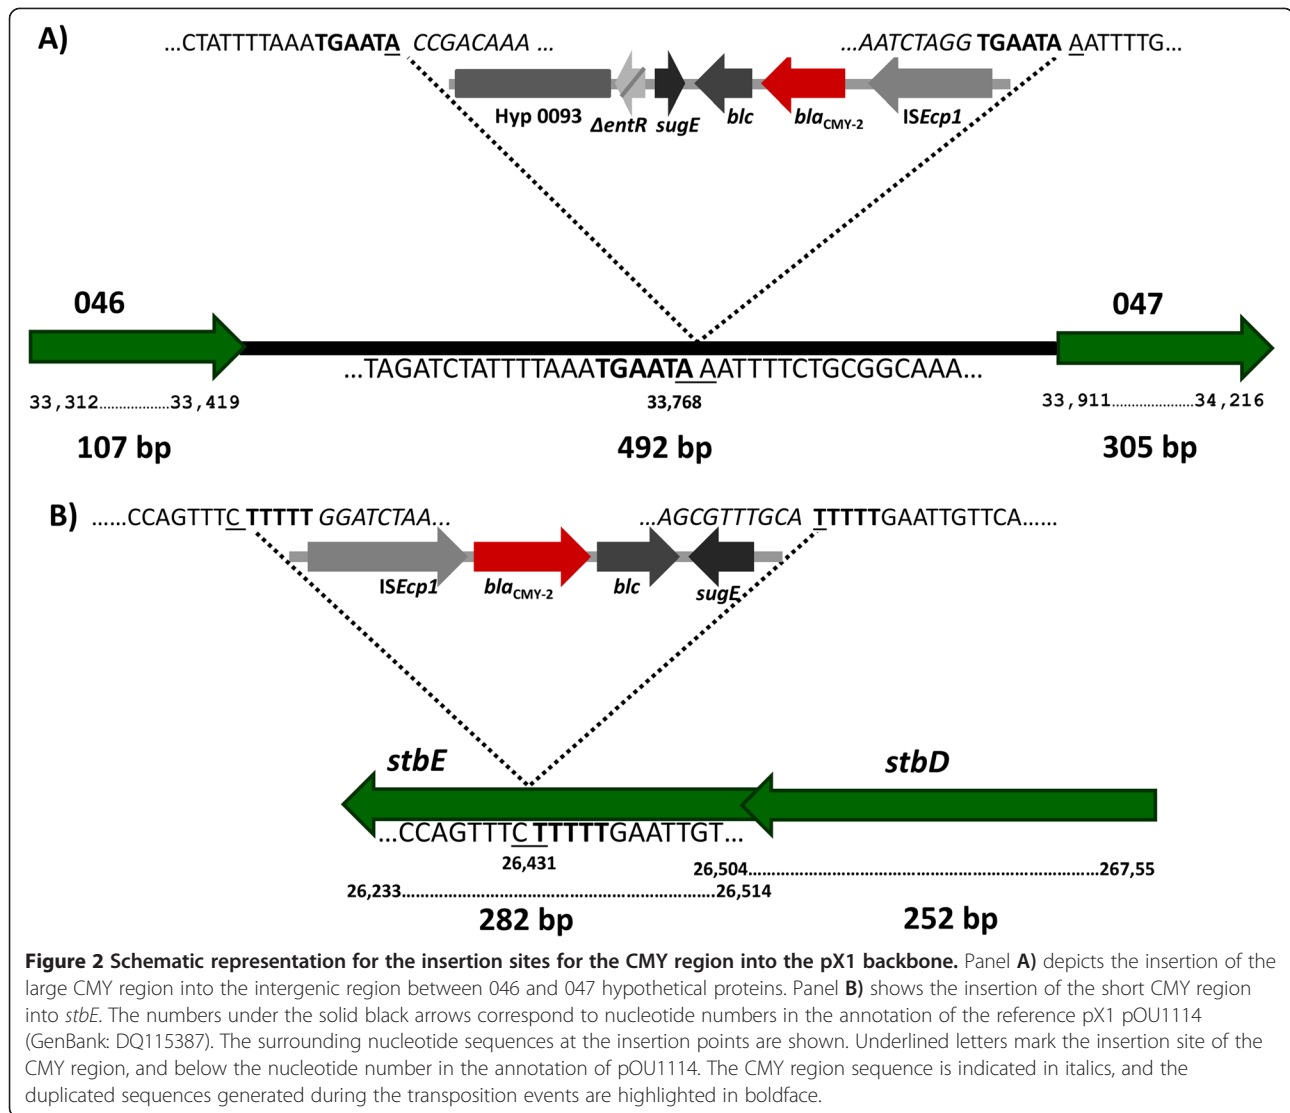 A) ...CTATTTTAAATGAATA CCGACAAA ... ...AATCTAGG TGAATA AATTTTG...
Hyp 0093 ΔentR sugE blc blaCMY-2 ISEcp1
046 047
...TAGATCTATTTTAAATGAATA AATTTTCTGCGGCAAA...
33,312.................33,419 33,768 33,911....................34,216
107 bp 492 bp 305 bp
B) ......CCAGTTTC TTTTT GGATCTAA... ...AGCGTTTGCA TTTTTGAATTGTTCA......
ISEcp1 blaCMY-2 blc sugE
stbE stbD
...CCAGTTTC TTTTTGAATTGT...
26,431 26,504......................................................................267,55
26,233..............................................................26,514
282 bp 252 bp
Figure 2 Schematic representation for the insertion sites for the CMY region into the pX1 backbone. Panel A) depicts the insertion of the
large CMY region into the intergenic region between 046 and 047 hypothetical proteins. Panel B) shows the insertion of the short CMY region
into stbE. The numbers under the solid black arrows correspond to nucleotide numbers in the annotation of the reference pX1 pOU1114
(GenBank: DQ115387). The surrounding nucleotide sequences at the insertion points are shown. Underlined letters mark the insertion site of the
CMY region, and below the nucleotide number in the annotation of pOU1114. The CMY region sequence is indicated in italics, and the
duplicated sequences generated during the transposition events are highlighted in boldface.